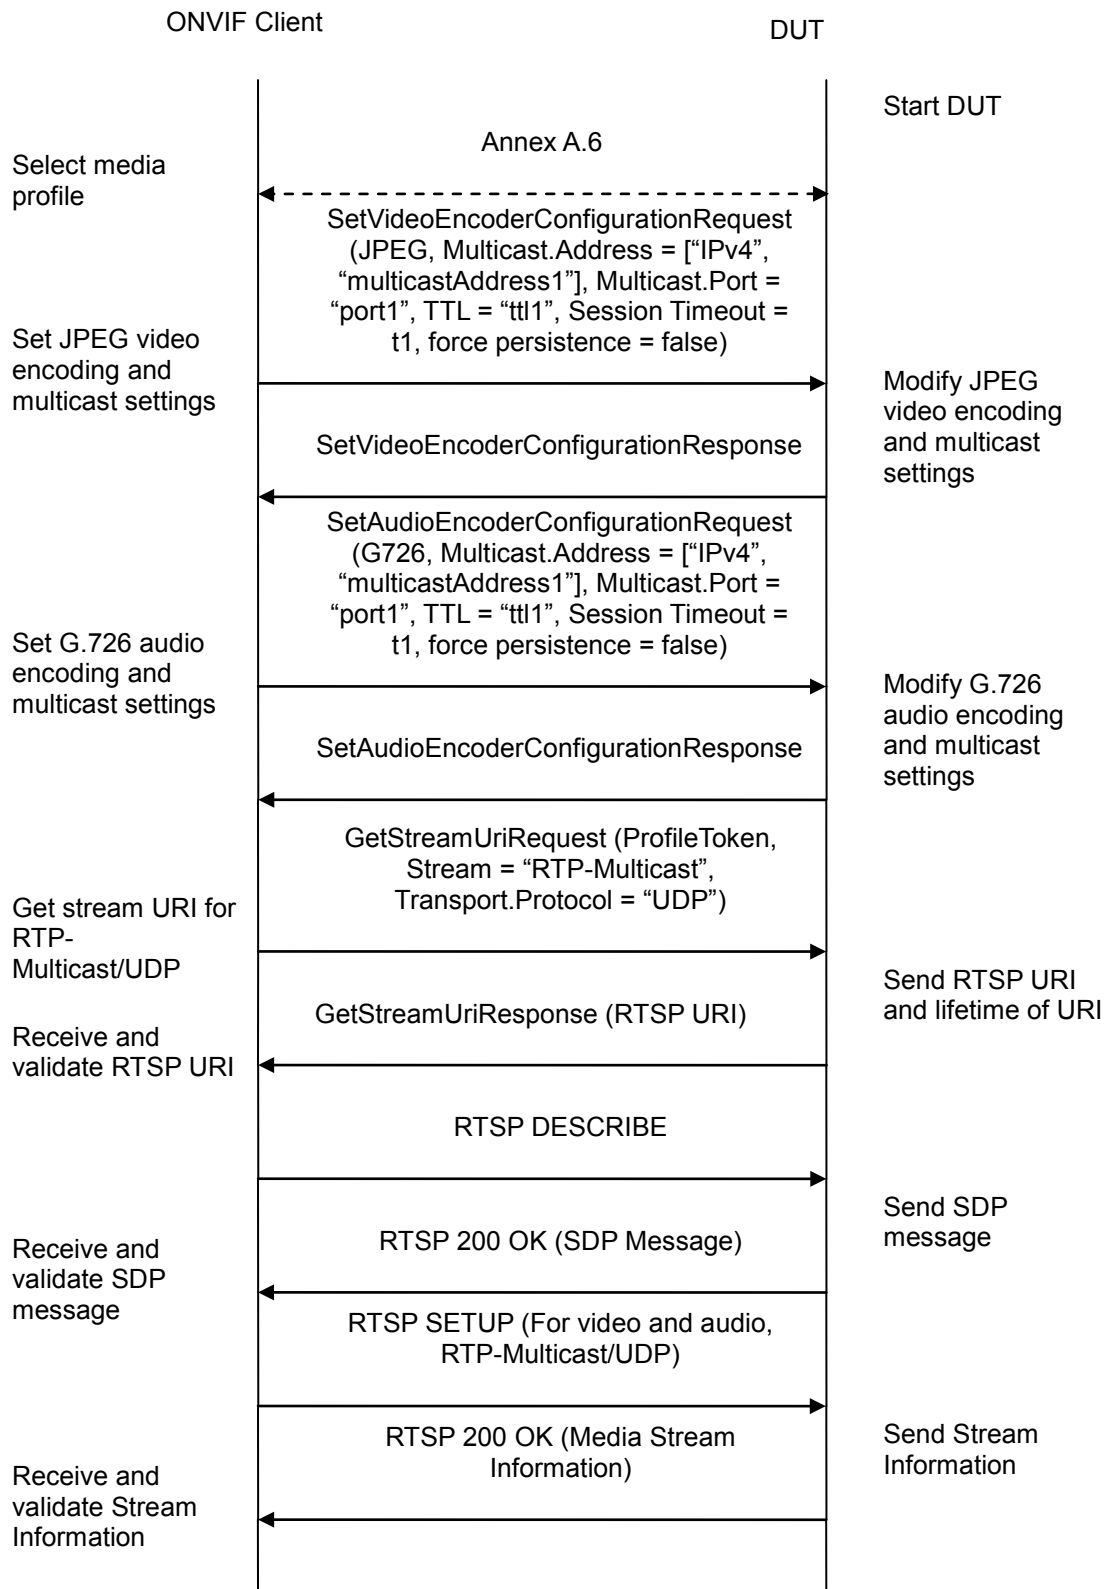 ONVIF Client
DUT
Start DUT
Annex A.6
Select media
profile
SetVideoEncoderConfigurationRequest
(JPEG, Multicast.Address = [“IPv4”,
“multicastAddress1”], Multicast.Port =
“port1”, TTL = “ttl1”, Session Timeout =
t1, force persistence = false)
Set JPEG video
encoding and
multicast settings
Modify JPEG
video encoding
and multicast
settings
SetVideoEncoderConfigurationResponse
SetAudioEncoderConfigurationRequest
(G726, Multicast.Address = [“IPv4”,
“multicastAddress1”], Multicast.Port =
“port1”, TTL = “ttl1”, Session Timeout =
t1, force persistence = false)
Set G.726 audio
encoding and
multicast settings
Modify G.726
audio encoding
and multicast
settings
SetAudioEncoderConfigurationResponse
GetStreamUriRequest (ProfileToken,
Stream = “RTP-Multicast”,
Transport.Protocol = “UDP”)
Get stream URI for
RTP-
Multicast/UDP
Send RTSP URI
and lifetime of URI
GetStreamUriResponse (RTSP URI)
Receive and
validate RTSP URI
RTSP DESCRIBE
Send SDP
message
RTSP 200 OK (SDP Message)
Receive and
validate SDP
message
RTSP SETUP (For video and audio,
RTP-Multicast/UDP)
Send Stream
Information
RTSP 200 OK (Media Stream
Information)
Receive and
validate Stream
Information